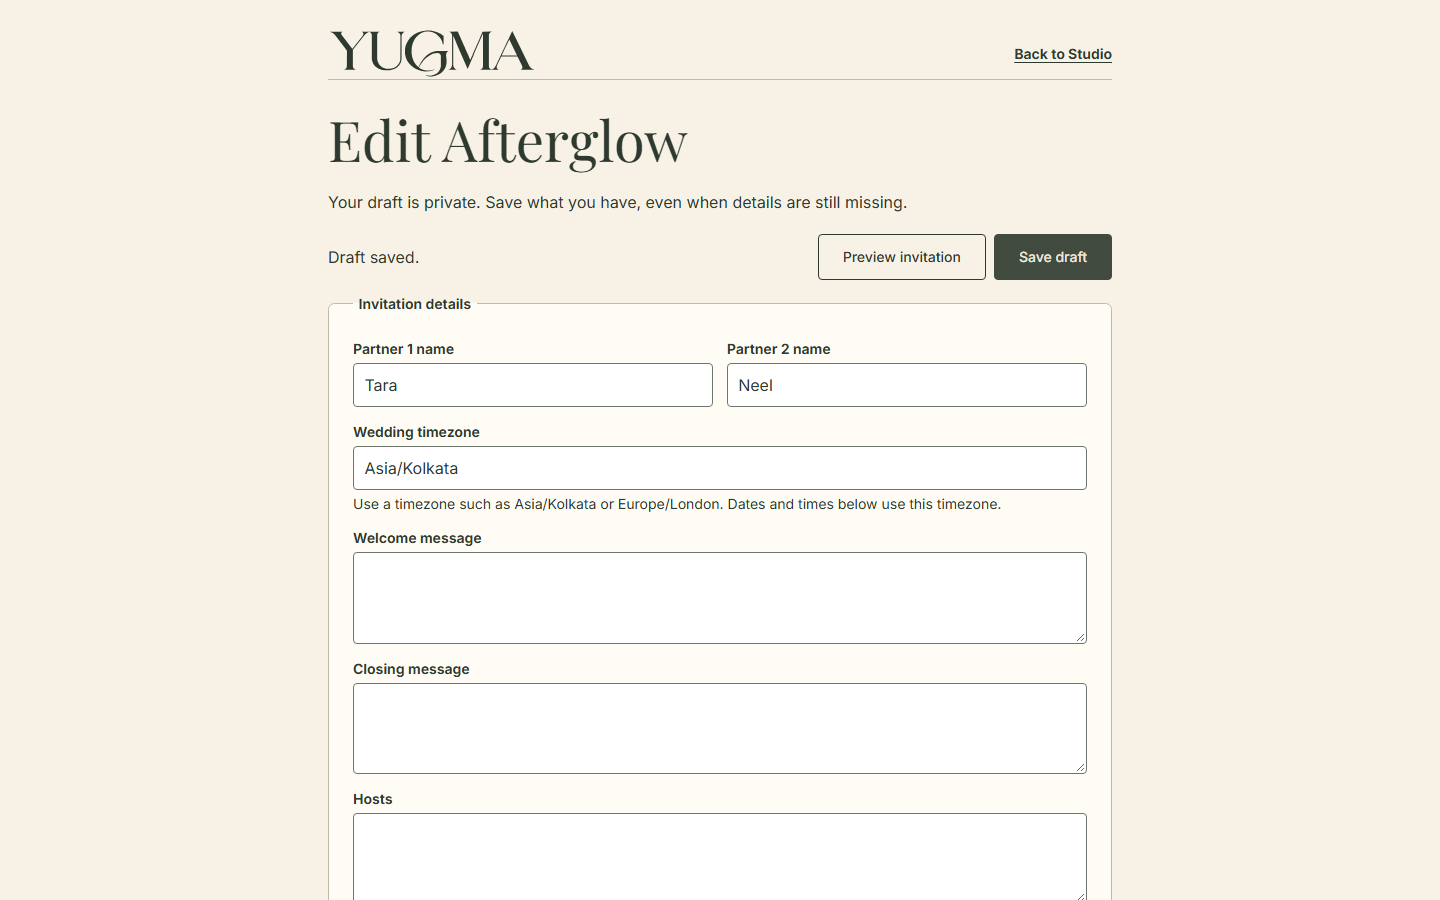 YUGMA
Back to Studio
Edit Afterglow
Your draft is private. Save what you have, even when details are still missing.
Draft saved.
Preview invitation
Save draft
Invitation details
Partner 1 name
Partner 2 name
Tara
Neel
Wedding timezone
Asia/Kolkata
Use a timezone such as Asia/Kolkata or Europe/London. Dates and times below use this timezone.
Welcome message
Closing message
Hosts